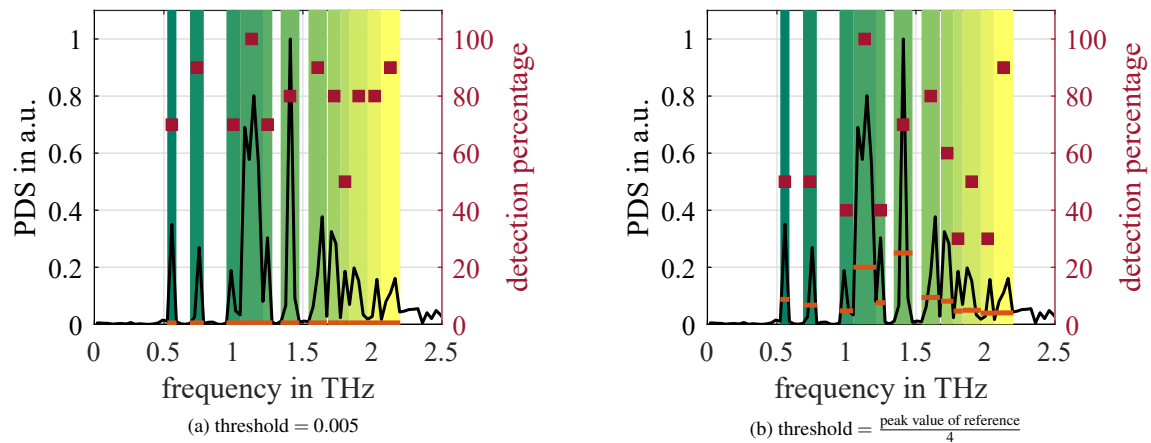 PDS in a.u.
1
0.8
0.6
0.4
0.2
0
100
80
60
40
20
0
detection percentage
0 0.5 1 1.5 2 2.5
frequency in THz
(a) threshold = 0.005
PDS in a.u.
1
0.8
0.6
0.4
0.2
0
100
80
60
40
20
0
detection percentage
0 0.5 1 1.5 2 2.5
frequency in THz
(b) threshold = peak value of reference / 4